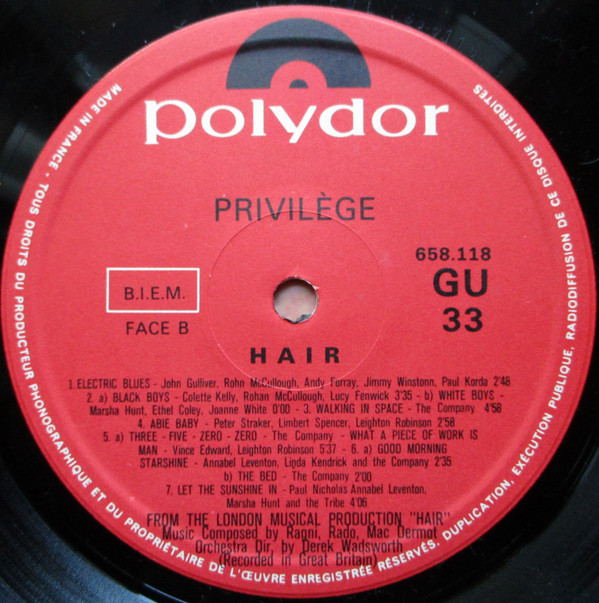 polydor
PRIVILÈGE
658.118
GU
33
B.I.E.M.
FACE B
HAIR
1. ELECTRIC BLUES - John Gulliver, Rohn McCullough, Andy Forray, Jimmy Winstonn, Paul Korda 2'48
2. a) BLACK BOYS - Colette Kelly, Rohan McCullough, Lucy Fenwick 3'35 - b) WHITE BOYS -
Marsha Hunt, Ethel Coley, Joanne White 0'00 - 3. WALKING IN SPACE - The Company 4'58
4. ABIE BABY - Peter Straker, Limbert Spencer, Leighton Robinson 2'58
5. a) THREE - FIVE - ZERO - ZERO - The Company - WHAT A PIECE OF WORK IS
MAN - Vince Edward, Leighton Robinson 5'37 - 6. a) GOOD MORNING
STARSHINE - Annabel Leventon, Linda Kendrick and the Company 2'35
b) THE BED - The Company 2'00
7. LET THE SUNSHINE IN - Paul Nicholas Annabel Leventon,
Marsha Hunt and the Tribe 4'06
FROM THE LONDON MUSICAL PRODUCTION "HAIR"
Music Composed by Ragni, Rado, Mac Dermot
Orchestra Dir, by Derek Wadsworth
(Recorded in Great Britain)
MADE IN FRANCE - TOUS DROITS DU PRODUCTEUR PHONOGRAPHIQUE ET DU PROPRIÉTAIRE DE L'ŒUVRE ENREGISTRÉE RÉSERVÉS. DUPLICATION, EXÉCUTION PUBLIQUE, RADIODIFFUSION DE CE DISQUE INTERDITES